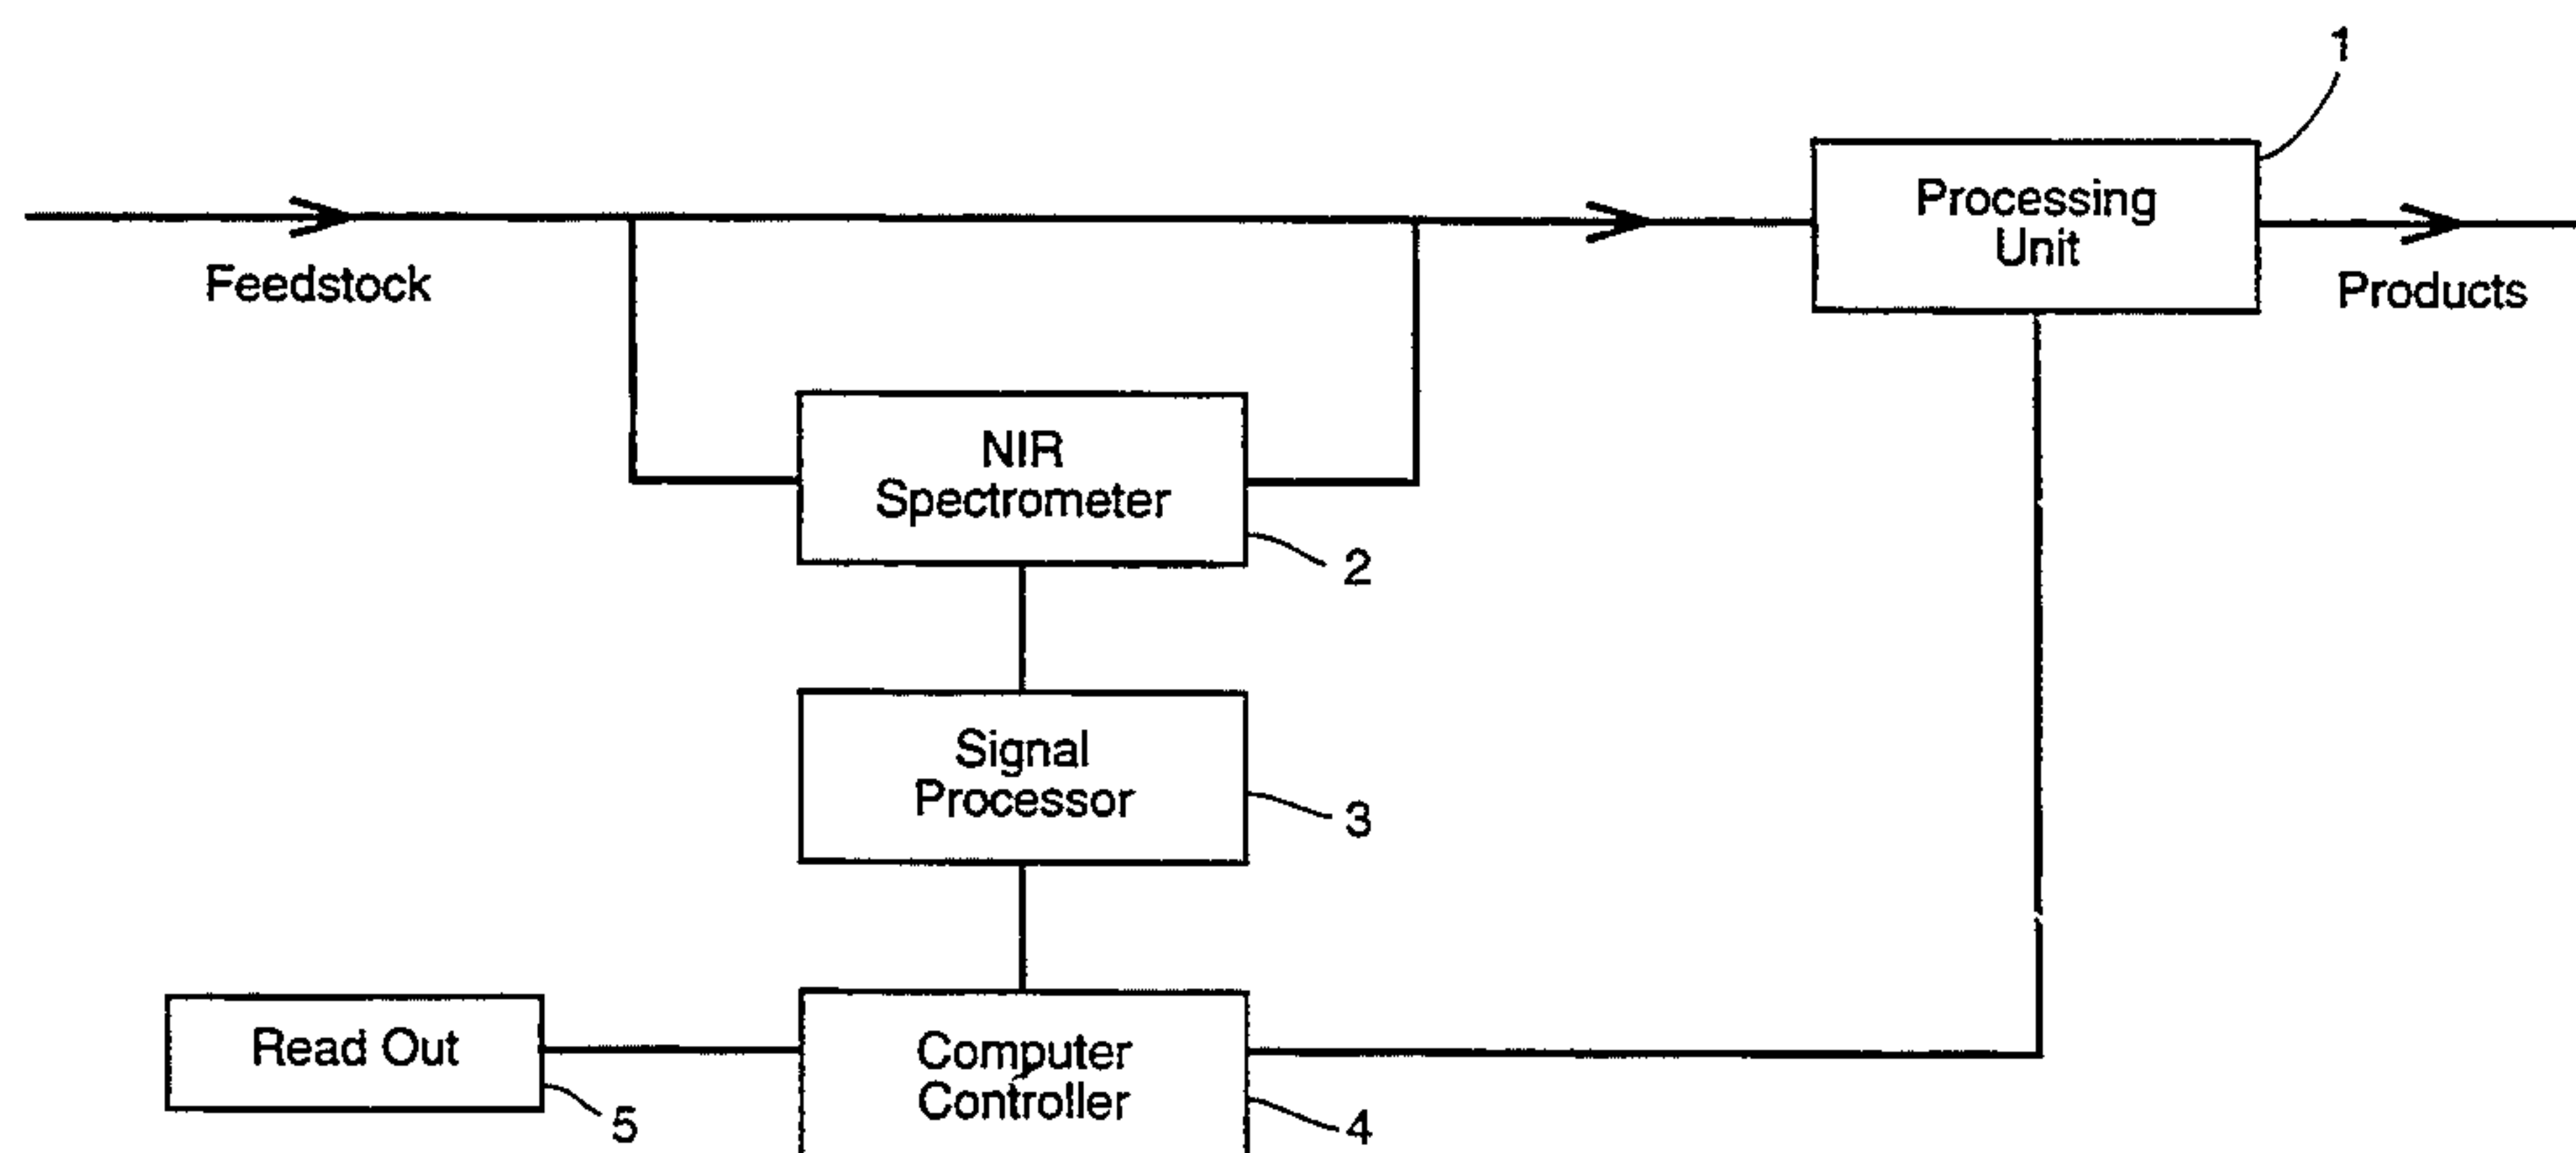 1
Processing
Unit
Feedstock
Products
NIR
Spectrometer
2
Signal
Processor
3
Read Out
5
Computer
Controller
4